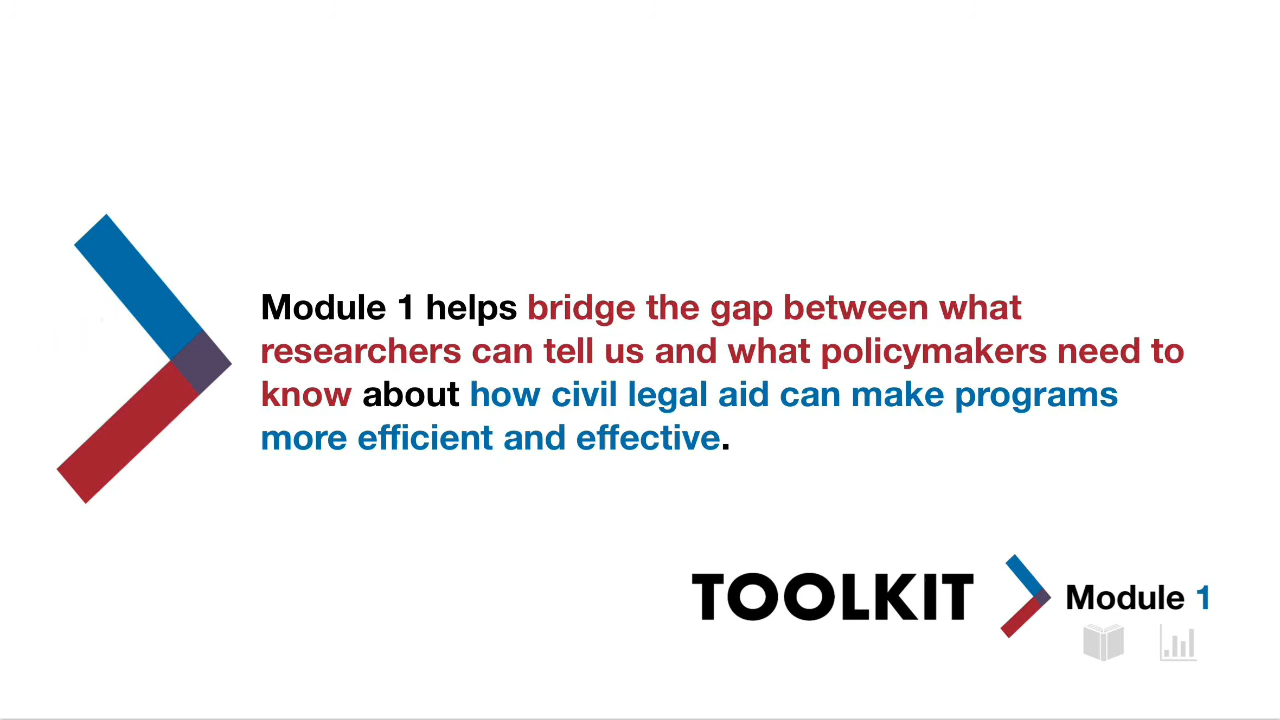 Module 1 helps bridge the gap between what
researchers can tell us and what policymakers need to
know about how civil legal aid can make programs
more efficient and effective.
TOOLKIT
Module 1